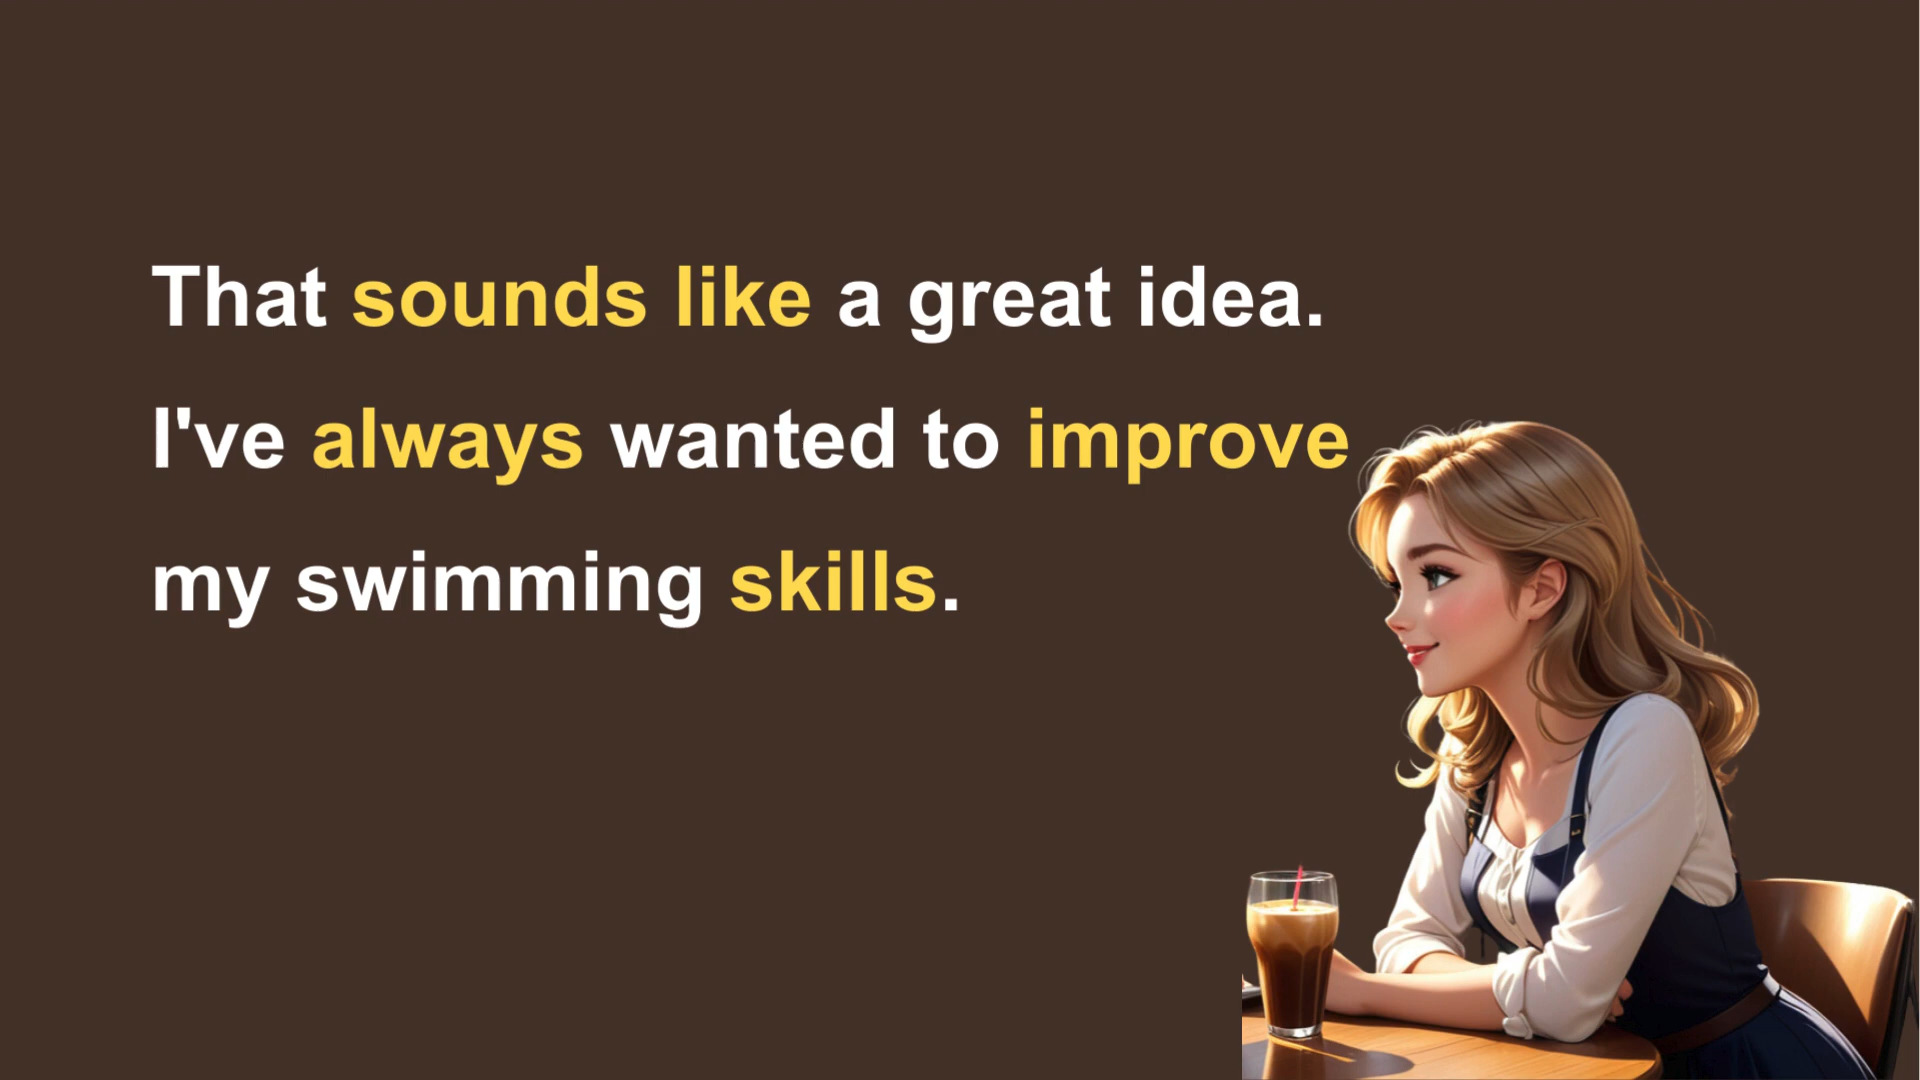 That sounds like a great idea.
I've always wanted to improve
my swimming skills.